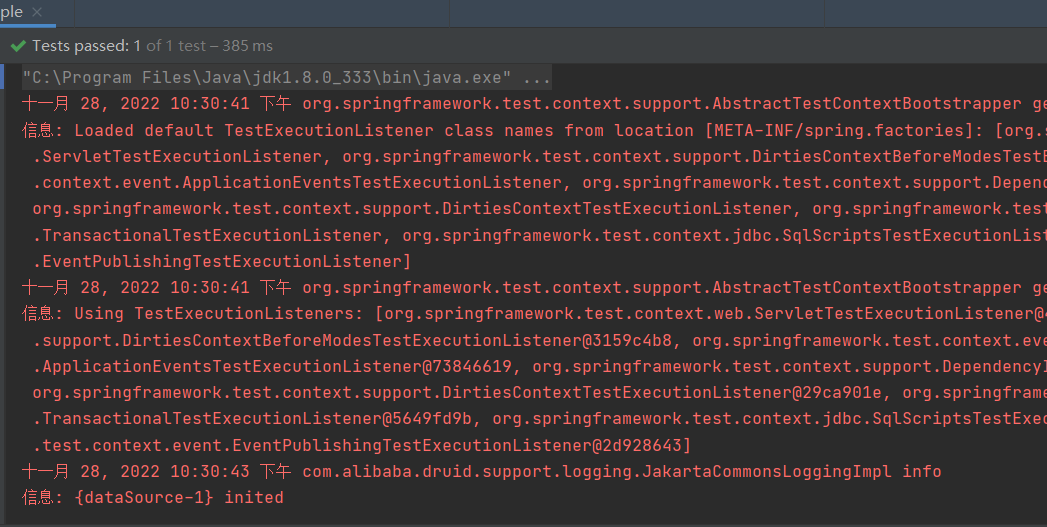 ple
Tests passed: 1 of 1 test – 385 ms
"C:\Program Files\Java\jdk1.8.0_333\bin\java.exe" ...
十一月 28, 2022 10:30:41 下午 org.springframework.test.context.support.AbstractTestContextBootstrapper ge
信息: Loaded default TestExecutionListener class names from location [META-INF/spring.factories]: [org.s
.ServletTestExecutionListener, org.springframework.test.context.support.DirtiesContextBeforeModesTestE
.context.event.ApplicationEventsTestExecutionListener, org.springframework.test.context.support.Depend
org.springframework.test.context.support.DirtiesContextTestExecutionListener, org.springframework.test
.TransactionalTestExecutionListener, org.springframework.test.context.jdbc.SqlScriptsTestExecutionList
.EventPublishingTestExecutionListener]
十一月 28, 2022 10:30:41 下午 org.springframework.test.context.support.AbstractTestContextBootstrapper ge
信息: Using TestExecutionListeners: [org.springframework.test.context.web.ServletTestExecutionListener@4
.support.DirtiesContextBeforeModesTestExecutionListener@3159c4b8, org.springframework.test.context.eve
.ApplicationEventsTestExecutionListener@73846619, org.springframework.test.context.support.DependencyI
org.springframework.test.context.support.DirtiesContextTestExecutionListener@29ca901e, org.springframe
.TransactionalTestExecutionListener@5649fd9b, org.springframework.test.context.jdbc.SqlScriptsTestExec
.test.context.event.EventPublishingTestExecutionListener@2d928643]
十一月 28, 2022 10:30:43 下午 com.alibaba.druid.support.logging.JakartaCommonsLoggingImpl info
信息: {dataSource-1} inited